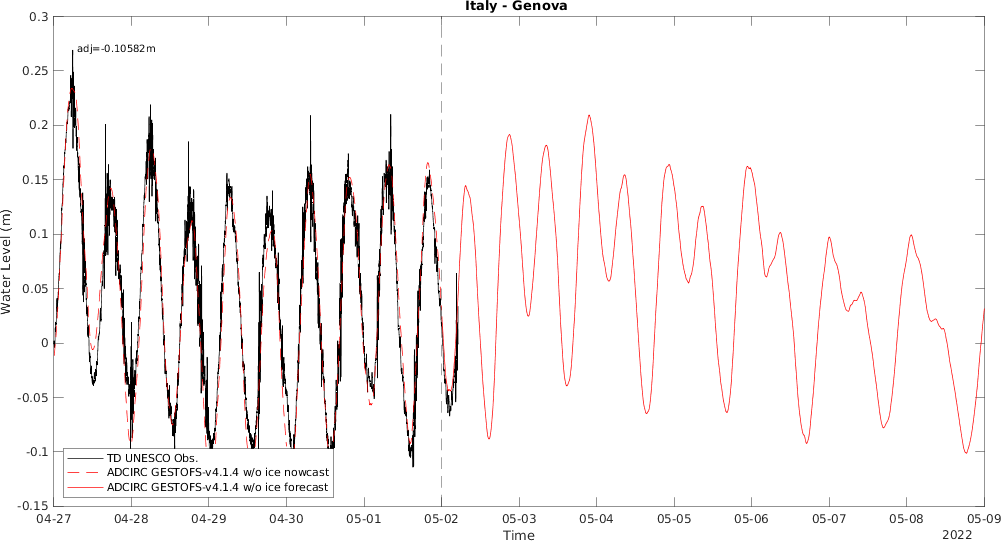 Italy - Genova
adj=-0.10582m
0.3
0.25
0.2
0.15
0.1
0.05
0
-0.05
-0.1
-0.15
Water Level (m)
TD UNESCO Obs.
ADCIRC GESTOFS-v4.1.4 w/o ice nowcast
ADCIRC GESTOFS-v4.1.4 w/o ice forecast
04-27 04-28 04-29 04-30 05-01 05-02 05-03 05-04 05-05 05-06 05-07 05-08 05-09
Time
2022